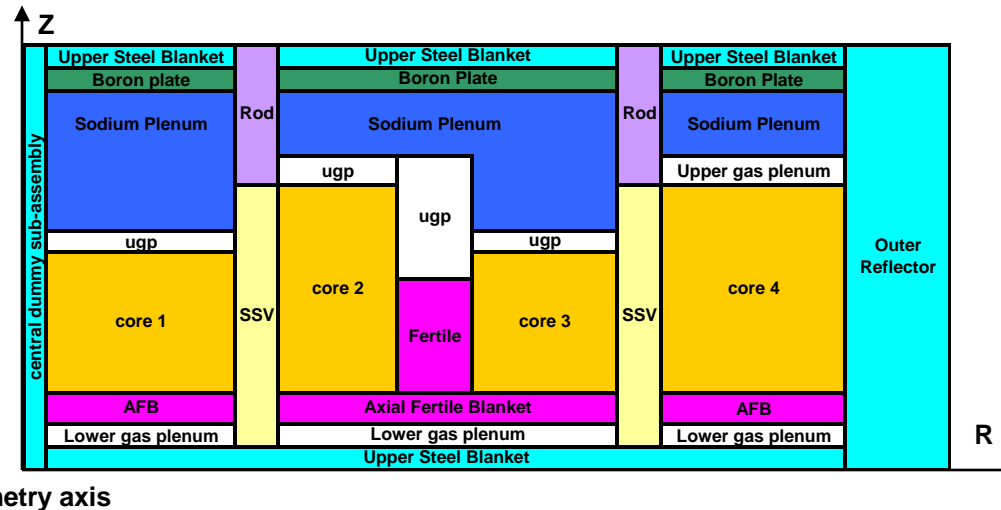 Z
Upper Steel Blanket
Upper Steel Blanket
Upper Steel Blanket
Boron plate
Boron Plate
Boron Plate
Rod
Rod
Sodium Plenum
Sodium Plenum
Sodium Plenum
ugp
Upper gas plenum
ugp
ugp
ugp
central dummy sub-assembly
Outer
Reflector
core 2
core 4
core 1
SSV
core 3
SSV
Fertile
AFB
Axial Fertile Blanket
AFB
Lower gas plenum
Lower gas plenum
Lower gas plenum
R
Upper Steel Blanket
netry axis